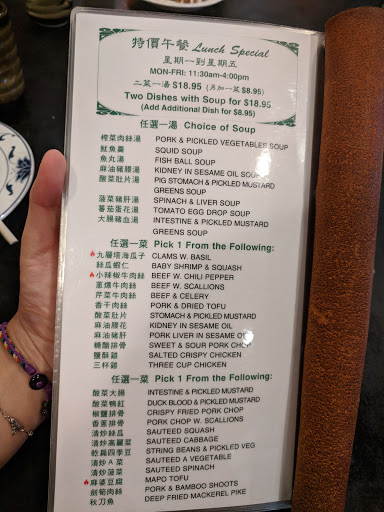 特價午餐 Lunch Special
星期一到星期五
MON-FRI: 11:30am-4:00pm
二菜一湯 $18.95 (另加一菜 $8.95)
Two Dishes with Soup for $18.95
(Add Additional Dish for $8.95)
任選一湯 Choice of Soup
榨菜肉絲湯 PORK & PICKLED VEGETABLES SOUP
魷魚羹 SQUID SOUP
魚丸湯 FISH BALL SOUP
麻油腰湯 KIDNEY IN SESAME OIL SOUP
酸菜肚片湯 PIG STOMACH & PICKLED MUSTARD
GREENS SOUP
菠菜豬肝湯 SPINACH & LIVER SOUP
蕃茄蛋花湯 TOMATO EGG DROP SOUP
大腸豬血湯 INTESTINE & PICKLED MUSTARD
GREENS SOUP
任選一菜 Pick 1 From the Following:
九層塔海瓜子 CLAMS W. BASIL
絲瓜蝦仁 BABY SHRIMP & SQUASH
小辣椒牛肉絲 BEEF W. CHILI PEPPER
蔥爆牛肉絲 BEEF W. SCALLIONS
芹菜牛肉絲 BEEF & CELERY
香干肉絲 PORK & DRIED TOFU
酸菜肚片 STOMACH & PICKLED MUSTARD
麻油腰花 KIDNEY IN SESAME OIL
麻油豬肝 PORK LIVER IN SESAME OIL
糖醋排骨 SWEET & SOUR PORK CHOP
鹽酥雞 SALTED CRISPY CHICKEN
三杯雞 THREE CUP CHICKEN
任選一菜 Pick 1 From the Following:
酸菜大腸 INTESTINE & PICKLED MUSTARD
酸菜鴨紅 DUCK BLOOD & PICKLED MUSTARD
椒鹽排骨 CRISPY FRIED PORK CHOP
香蔥排骨 PORK CHOP W. SCALLIONS
清炒絲瓜 SAUTEED SQUASH
清炒高麗菜 SAUTEED CABBAGE
乾扁四季豆 STRING BEANS & PICKLED VEG
清炒A菜 SAUTEED A VEGETABLE
清炒菠菜 SAUTEED SPINACH
麻婆豆腐 MAPO TOFU
劍筍肉絲 PORK & BAMBOO SHOOTS
秋刀魚 DEEP FRIED MACKEREL PIKE